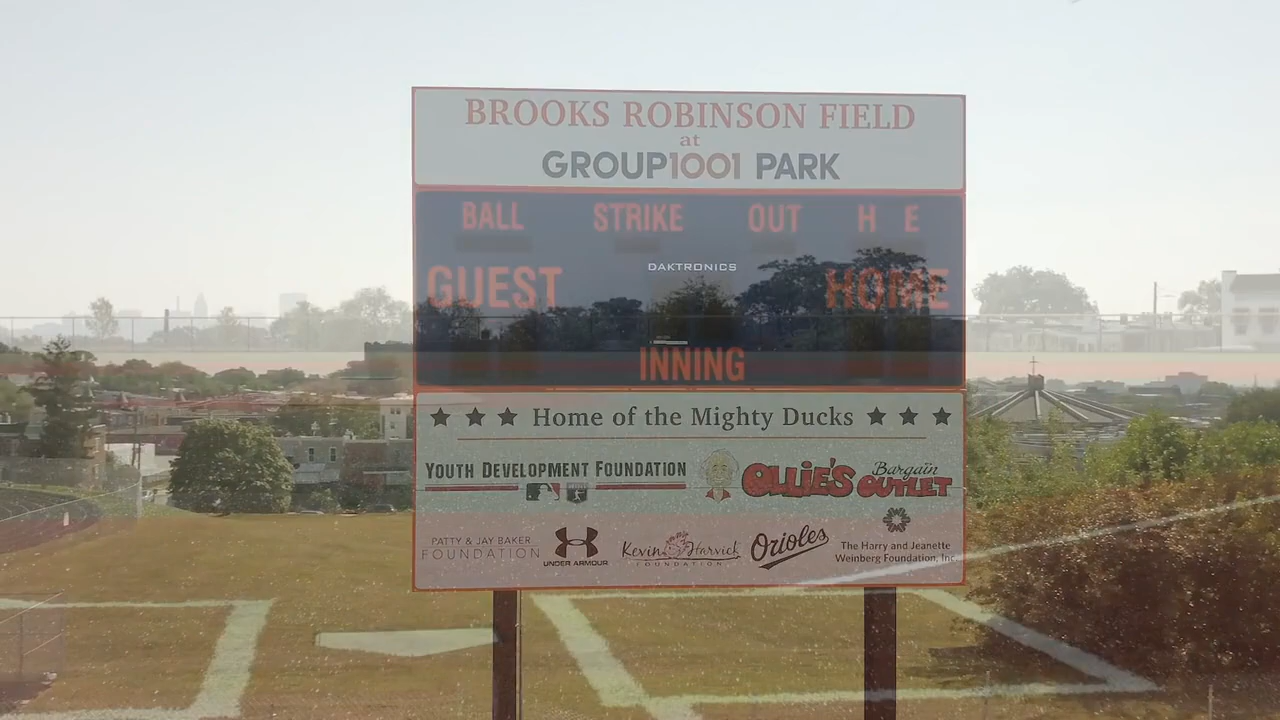 BROOKS ROBINSON FIELD
at
GROUP1001 PARK
BALL STRIKE OUT H E
DAKTRONICS
GUEST HOME
INNING
Home of the Mighty Ducks
YOUTH DEVELOPMENT FOUNDATION
OLLIE'S Bargain OUTLET
PATTY & JAY BAKER
FOUNDATION
UNDER ARMOUR
Kevin Harvick
FOUNDATION
Orioles
The Harry and Jeanette
Weinberg Foundation, Inc.